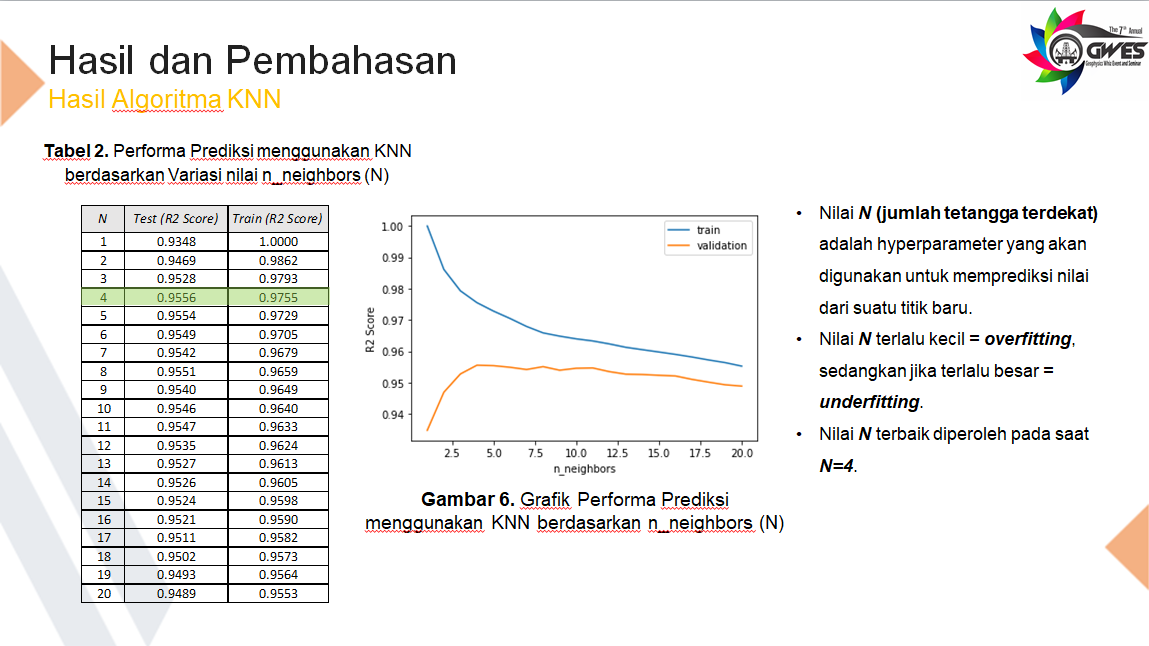 Hasil dan Pembahasan
Hasil Algoritma KNN
The 7th Annual
GWES
Geophysics Whiz Event and Seminar
Tabel 2. Performa Prediksi menggunakan KNN
berdasarkan Variasi nilai n_neighbors (N)
N Test (R2 Score) Train (R2 Score)
1 0.9348 1.0000
2 0.9469 0.9862
3 0.9528 0.9793
4 0.9556 0.9755
5 0.9554 0.9729
6 0.9549 0.9705
7 0.9542 0.9679
8 0.9551 0.9659
9 0.9540 0.9649
10 0.9546 0.9640
11 0.9547 0.9633
12 0.9535 0.9624
13 0.9527 0.9613
14 0.9526 0.9605
15 0.9524 0.9598
16 0.9521 0.9590
17 0.9511 0.9582
18 0.9502 0.9573
19 0.9493 0.9564
20 0.9489 0.9553
train
validation
1.00
0.99
0.98
0.97
0.96
0.95
0.94
R2 Score
2.5 5.0 7.5 10.0 12.5 15.0 17.5 20.0
n_neighbors
Gambar 6. Grafik Performa Prediksi
menggunakan KNN berdasarkan n_neighbors (N)
• Nilai N (jumlah tetangga terdekat)
adalah hyperparameter yang akan
digunakan untuk memprediksi nilai
dari suatu titik baru.
• Nilai N terlalu kecil = overfitting,
sedangkan jika terlalu besar =
underfitting.
• Nilai N terbaik diperoleh pada saat
N=4.